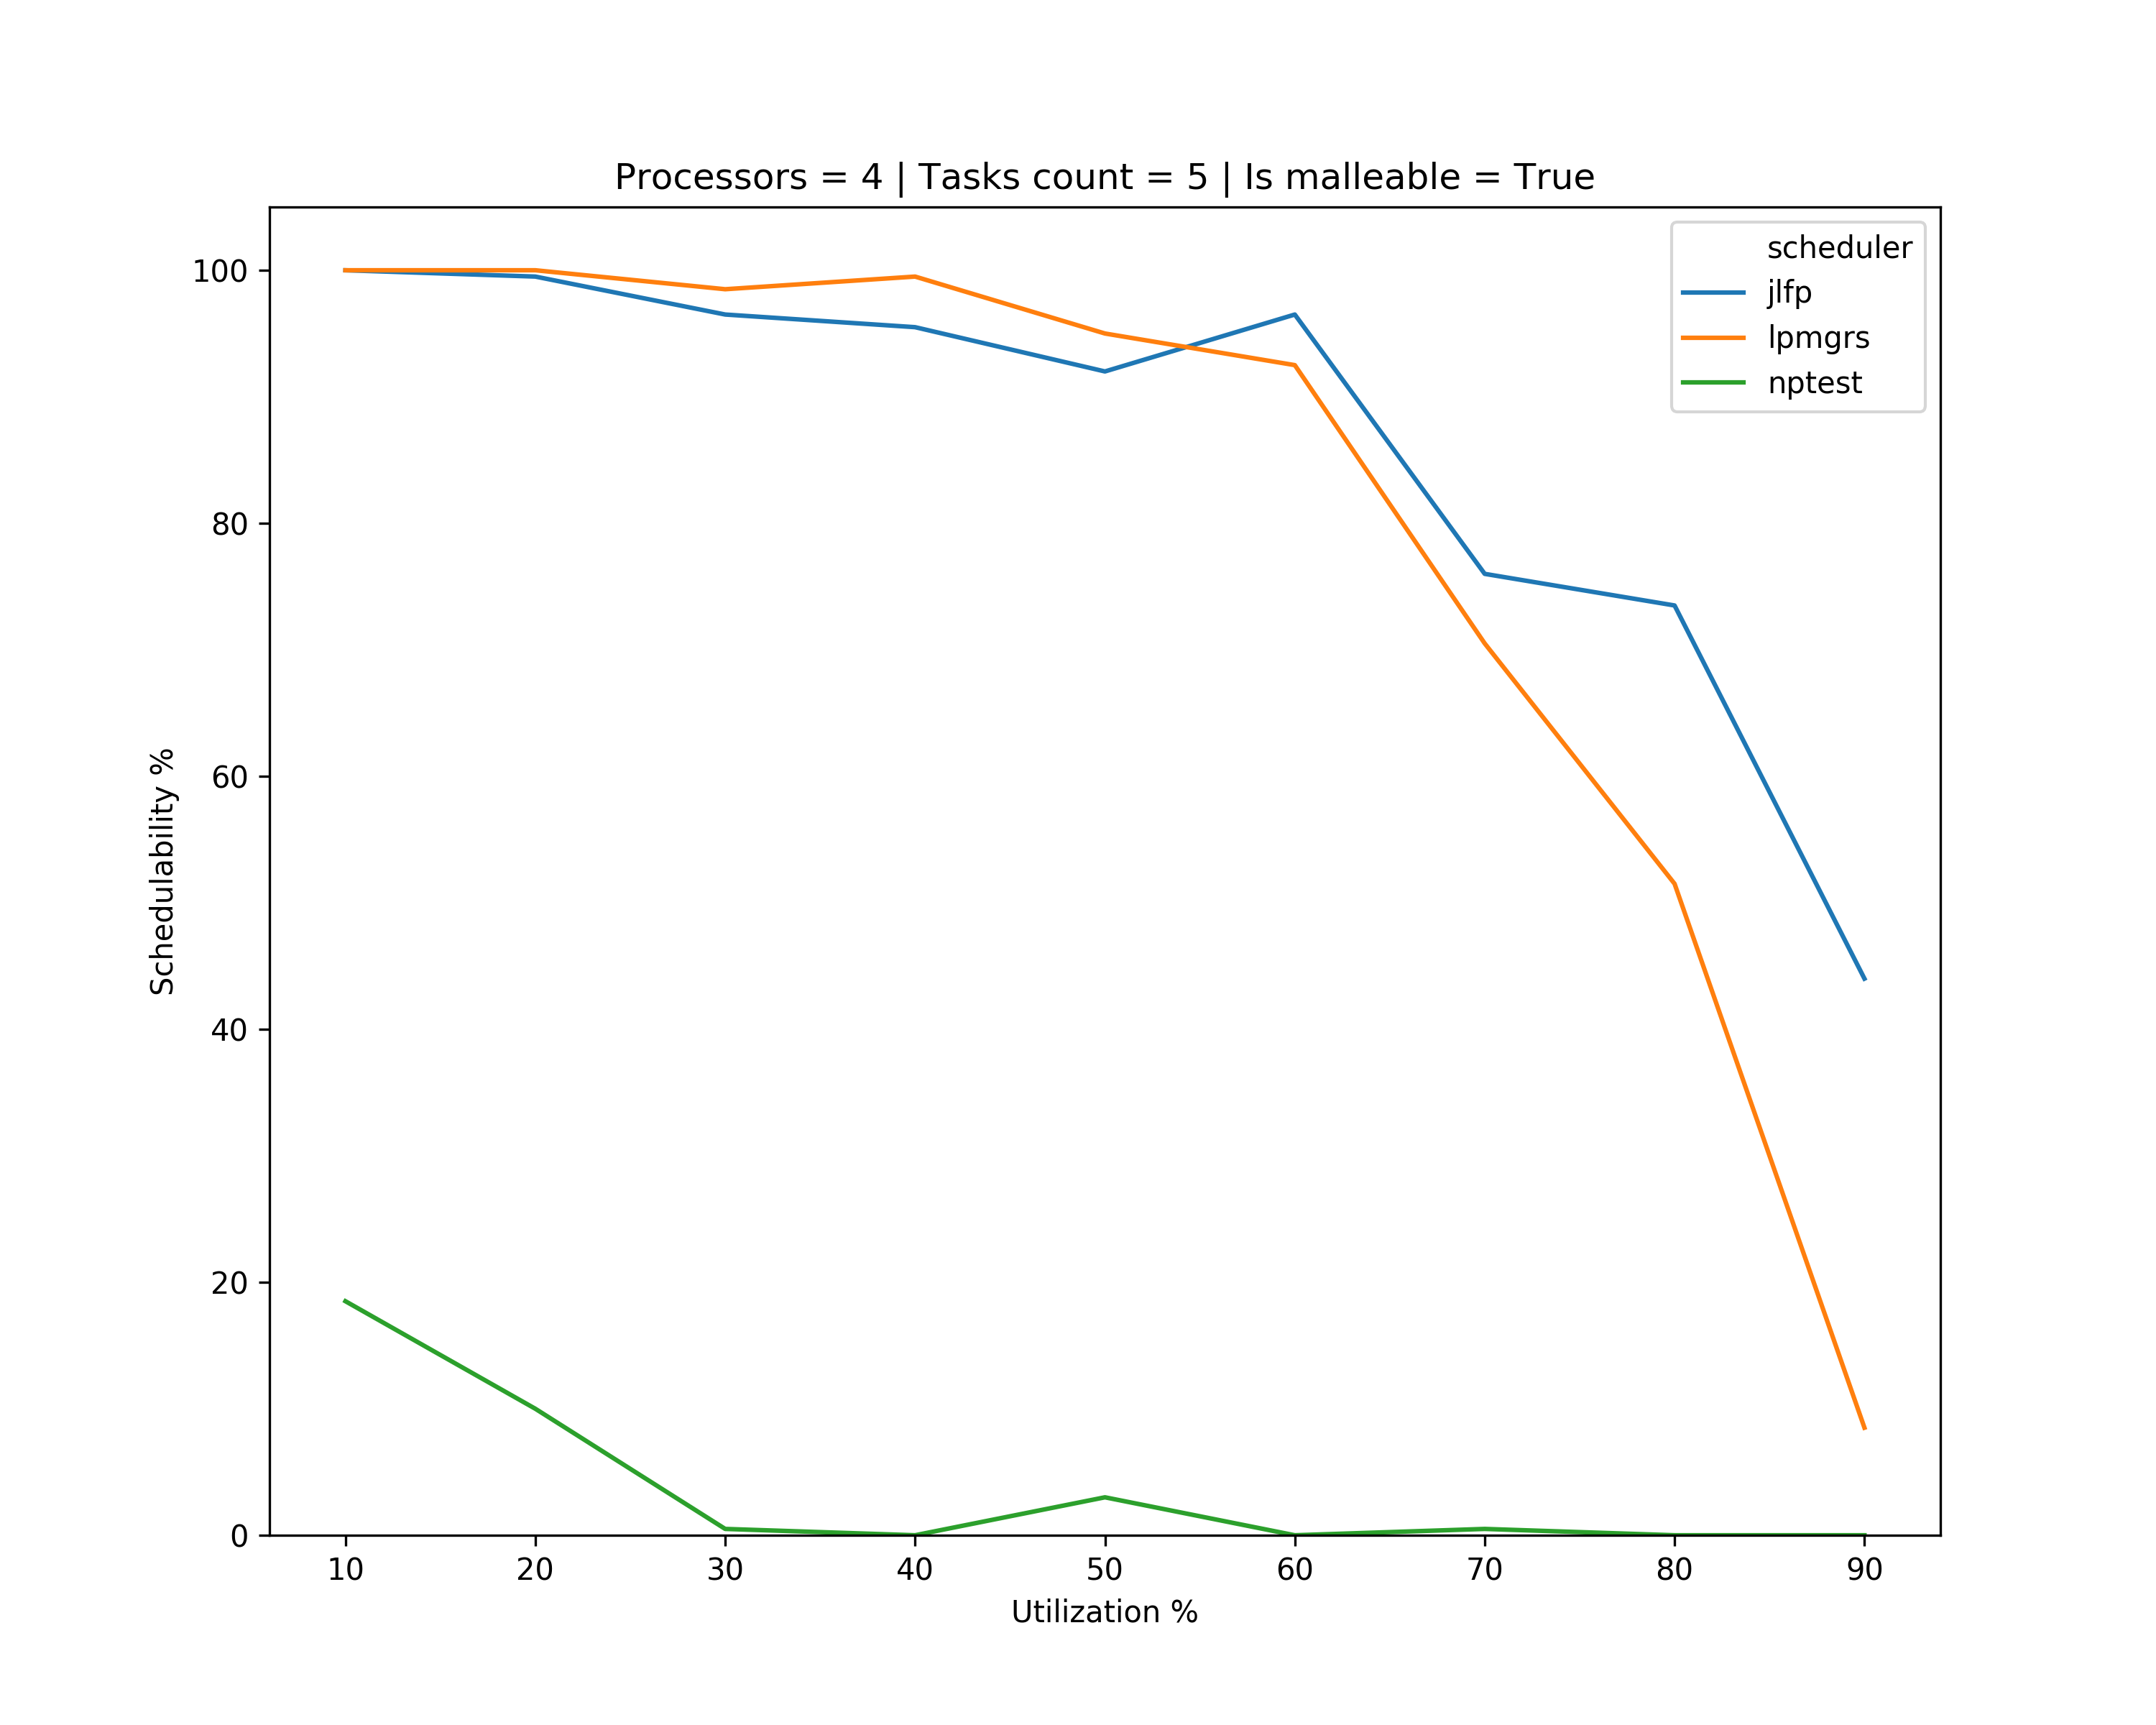 Processors = 4 | Tasks count = 5 | Is malleable = True
scheduler
jlfp
lpmgrs
nptest
Schedulability %
100
80
60
40
20
0
10 20 30 40 50 60 70 80 90
Utilization %